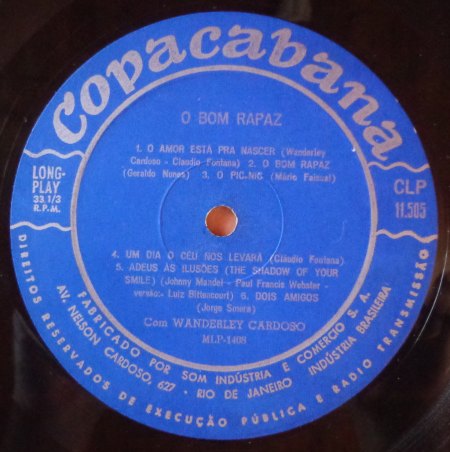 Copacabana
O BOM RAPAZ
1. O AMOR ESTÁ PRA NASCER (Wanderley
Cardoso - Claudio Fontana) 2. O BOM RAPAZ
(Geraldo Nunes) 3. O PIC-NIC (Mário Faissal)
LONG-
PLAY
33 1/3
R.P.M.
CLP
11.505
4. UM DIA O CÉU NOS LEVARÁ (Cláudio Fontana)
5. ADEUS ÀS ILUSÕES (THE SHADOW OF YOUR
SMILE) (Johnny Mandel - Paul Francis Webster -
versão: Luiz Bittencourt) 6. DOIS AMIGOS
(Jorge Smera)
Com WANDERLEY CARDOSO
MLP-1408
FABRICADO POR SOM INDÚSTRIA E COMERCIO S. A.
AV. NELSON CARDOSO, 627 - RIO DE JANEIRO INDÚSTRIA BRASILEIRA
DIREITOS RESERVADOS DE EXECUÇÃO PÚBLICA E RADIO TRANSMISSÃO